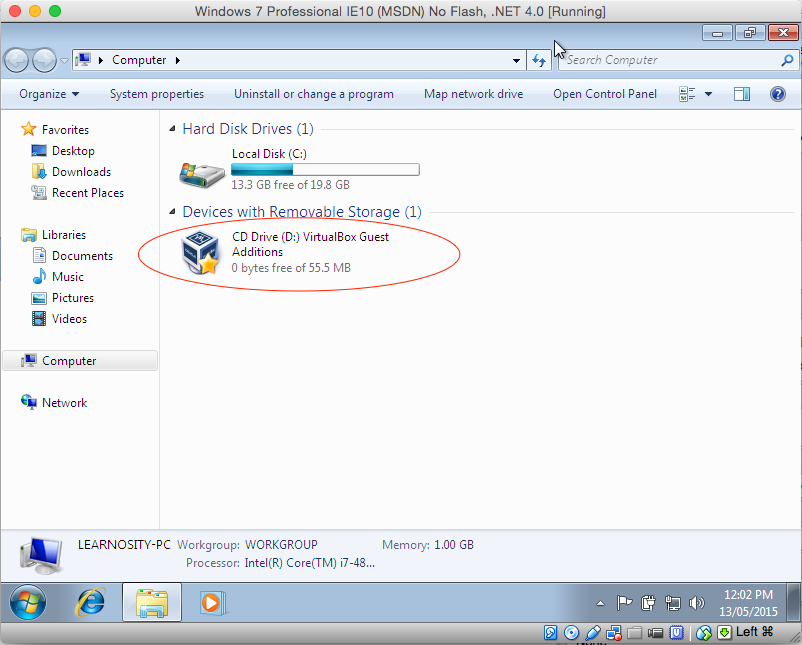 Windows 7 Professional IE10 (MSDN) No Flash, .NET 4.0 [Running]
Computer
Search Computer
Organize
System properties
Uninstall or change a program
Map network drive
Open Control Panel
Favorites
Desktop
Downloads
Recent Places
Libraries
Documents
Music
Pictures
Videos
Computer
Network
Hard Disk Drives (1)
Local Disk (C:)
13.3 GB free of 19.8 GB
Devices with Removable Storage (1)
CD Drive (D:) VirtualBox Guest
Additions
0 bytes free of 55.5 MB
LEARNOSITY-PC Workgroup: WORKGROUP Memory: 1.00 GB
Processor: Intel(R) Core(TM) i7-48...
12:02 PM
13/05/2015
Left ⌘